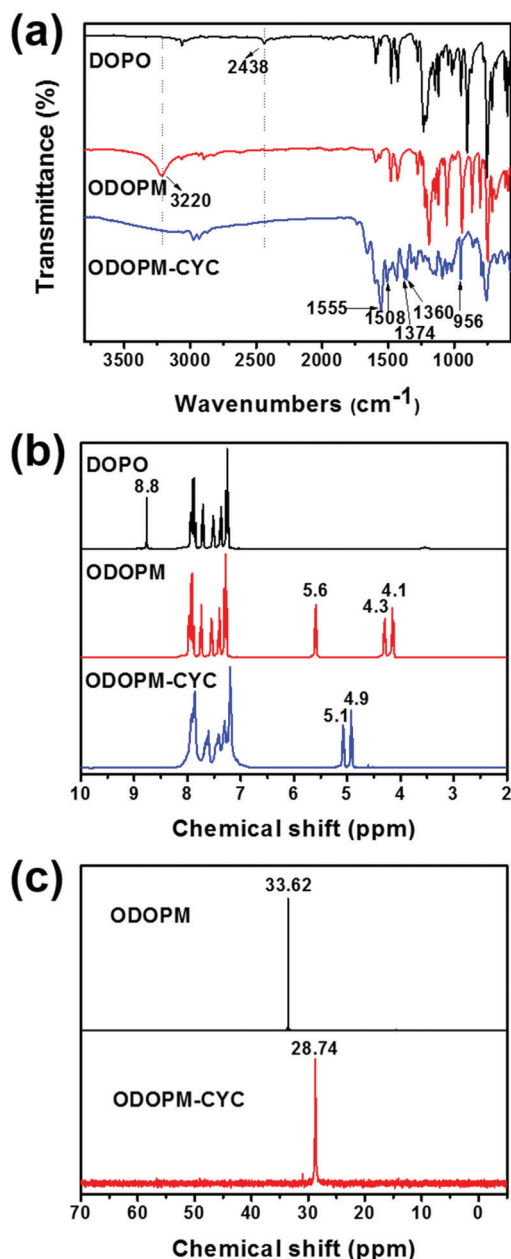 (a)
DOPO
2438
ODOPM
3220
ODOPM-CYC
1555
1508
1374
1360
956
Transmittance (%)
3500 3000 2500 2000 1500 1000
Wavenumbers (cm⁻¹)
(b)
DOPO
8.8
ODOPM
5.6
4.3
4.1
ODOPM-CYC
5.1
4.9
10 9 8 7 6 5 4 3 2
Chemical shift (ppm)
(c)
33.62
ODOPM
28.74
ODOPM-CYC
70 60 50 40 30 20 10 0
Chemical shift (ppm)